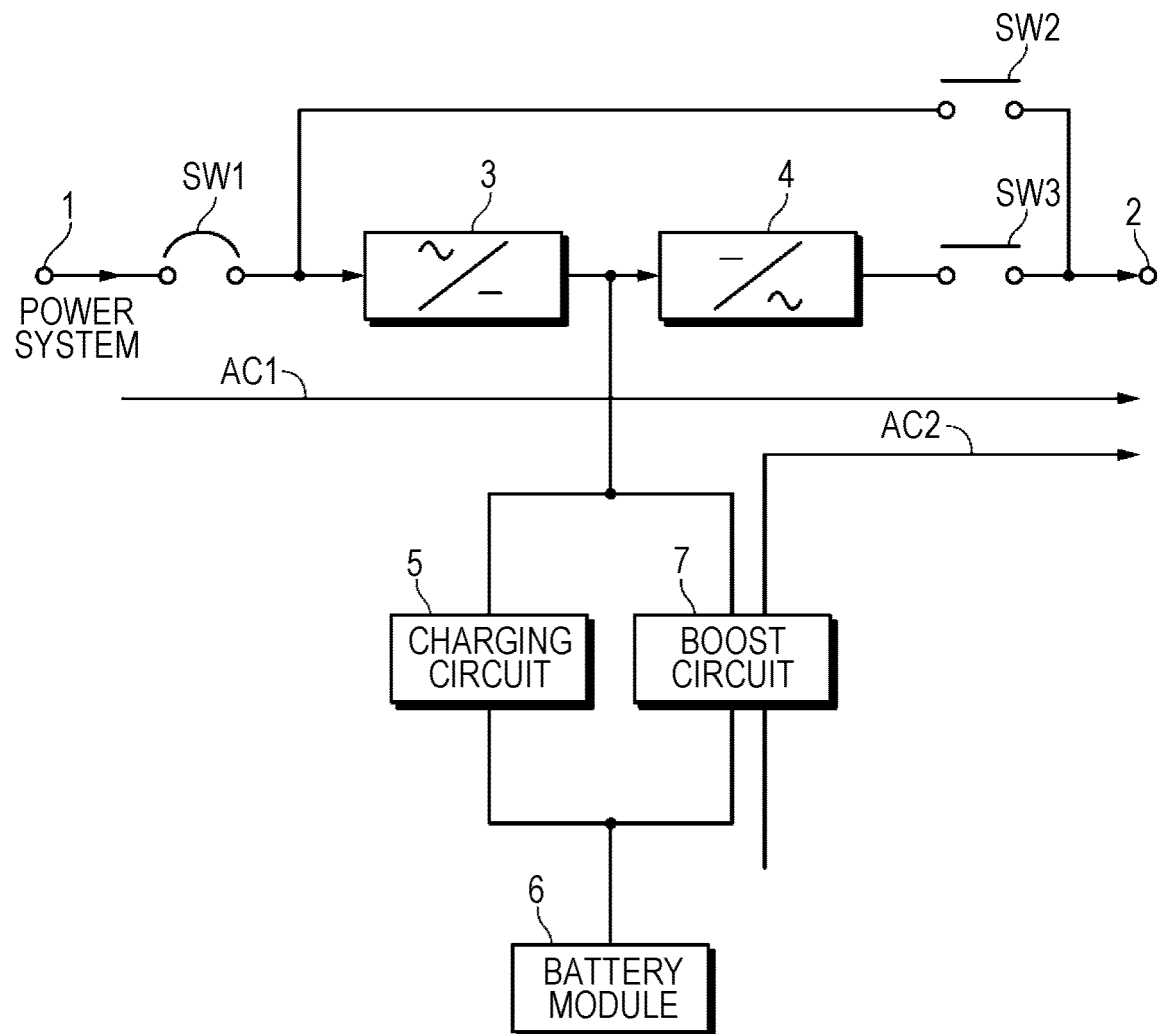 SW2
SW1
3
4
SW3
1
2
POWER
SYSTEM
AC1
AC2
5
7
CHARGING
CIRCUIT
BOOST
CIRCUIT
6
BATTERY
MODULE